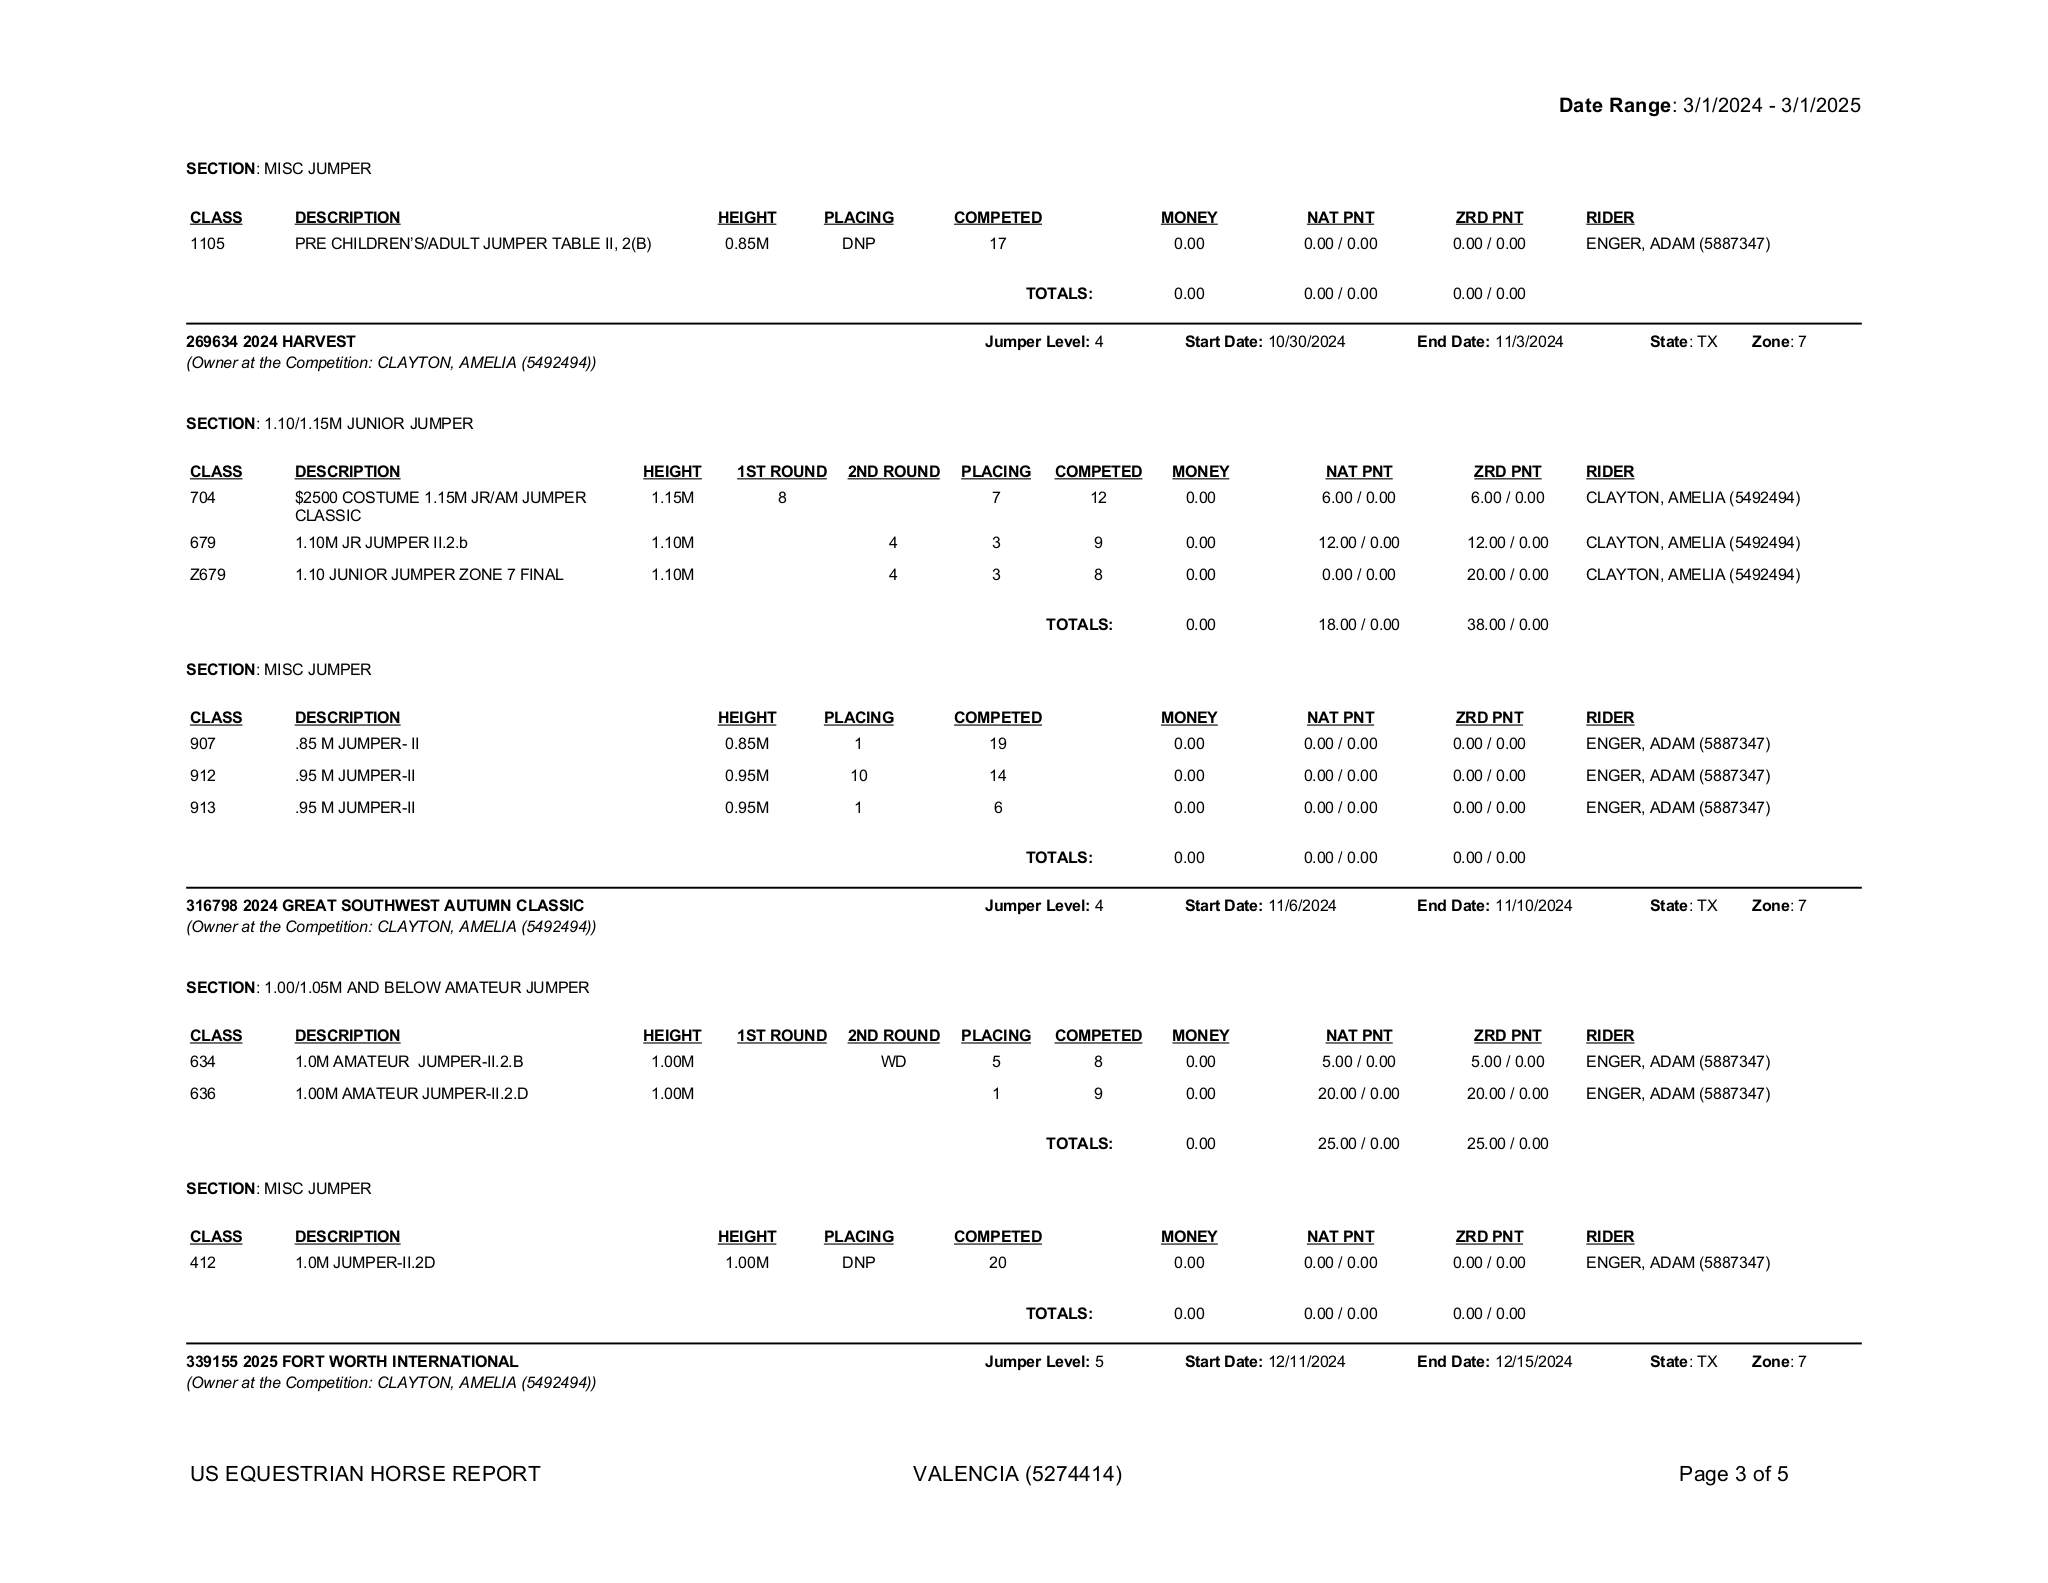 Date Range: 3/1/2024 - 3/1/2025
SECTION: MISC JUMPER
CLASS DESCRIPTION HEIGHT PLACING COMPETED MONEY NAT PNT ZRD PNT RIDER
1105 PRE CHILDREN’S/ADULT JUMPER TABLE II, 2(B) 0.85M DNP 17 0.00 0.00 / 0.00 0.00 / 0.00 ENGER, ADAM (5887347)
TOTALS: 0.00 0.00 / 0.00 0.00 / 0.00
269634 2024 HARVEST Jumper Level: 4 Start Date: 10/30/2024 End Date: 11/3/2024 State: TX Zone: 7
(Owner at the Competition: CLAYTON, AMELIA (5492494))
SECTION: 1.10/1.15M JUNIOR JUMPER
CLASS DESCRIPTION HEIGHT 1ST ROUND 2ND ROUND PLACING COMPETED MONEY NAT PNT ZRD PNT RIDER
704 $2500 COSTUME 1.15M JR/AM JUMPER 1.15M 8 7 12 0.00 6.00 / 0.00 6.00 / 0.00 CLAYTON, AMELIA (5492494)
CLASSIC
679 1.10M JR JUMPER II.2.b 1.10M 4 3 9 0.00 12.00 / 0.00 12.00 / 0.00 CLAYTON, AMELIA (5492494)
Z679 1.10 JUNIOR JUMPER ZONE 7 FINAL 1.10M 4 3 8 0.00 0.00 / 0.00 20.00 / 0.00 CLAYTON, AMELIA (5492494)
TOTALS: 0.00 18.00 / 0.00 38.00 / 0.00
SECTION: MISC JUMPER
CLASS DESCRIPTION HEIGHT PLACING COMPETED MONEY NAT PNT ZRD PNT RIDER
907 .85 M JUMPER- II 0.85M 1 19 0.00 0.00 / 0.00 0.00 / 0.00 ENGER, ADAM (5887347)
912 .95 M JUMPER-II 0.95M 10 14 0.00 0.00 / 0.00 0.00 / 0.00 ENGER, ADAM (5887347)
913 .95 M JUMPER-II 0.95M 1 6 0.00 0.00 / 0.00 0.00 / 0.00 ENGER, ADAM (5887347)
TOTALS: 0.00 0.00 / 0.00 0.00 / 0.00
316798 2024 GREAT SOUTHWEST AUTUMN CLASSIC Jumper Level: 4 Start Date: 11/6/2024 End Date: 11/10/2024 State: TX Zone: 7
(Owner at the Competition: CLAYTON, AMELIA (5492494))
SECTION: 1.00/1.05M AND BELOW AMATEUR JUMPER
CLASS DESCRIPTION HEIGHT 1ST ROUND 2ND ROUND PLACING COMPETED MONEY NAT PNT ZRD PNT RIDER
634 1.0M AMATEUR  JUMPER-II.2.B 1.00M WD 5 8 0.00 5.00 / 0.00 5.00 / 0.00 ENGER, ADAM (5887347)
636 1.00M AMATEUR JUMPER-II.2.D 1.00M 1 9 0.00 20.00 / 0.00 20.00 / 0.00 ENGER, ADAM (5887347)
TOTALS: 0.00 25.00 / 0.00 25.00 / 0.00
SECTION: MISC JUMPER
CLASS DESCRIPTION HEIGHT PLACING COMPETED MONEY NAT PNT ZRD PNT RIDER
412 1.0M JUMPER-II.2D 1.00M DNP 20 0.00 0.00 / 0.00 0.00 / 0.00 ENGER, ADAM (5887347)
TOTALS: 0.00 0.00 / 0.00 0.00 / 0.00
339155 2025 FORT WORTH INTERNATIONAL Jumper Level: 5 Start Date: 12/11/2024 End Date: 12/15/2024 State: TX Zone: 7
(Owner at the Competition: CLAYTON, AMELIA (5492494))
US EQUESTRIAN HORSE REPORT VALENCIA (5274414) Page 3 of 5